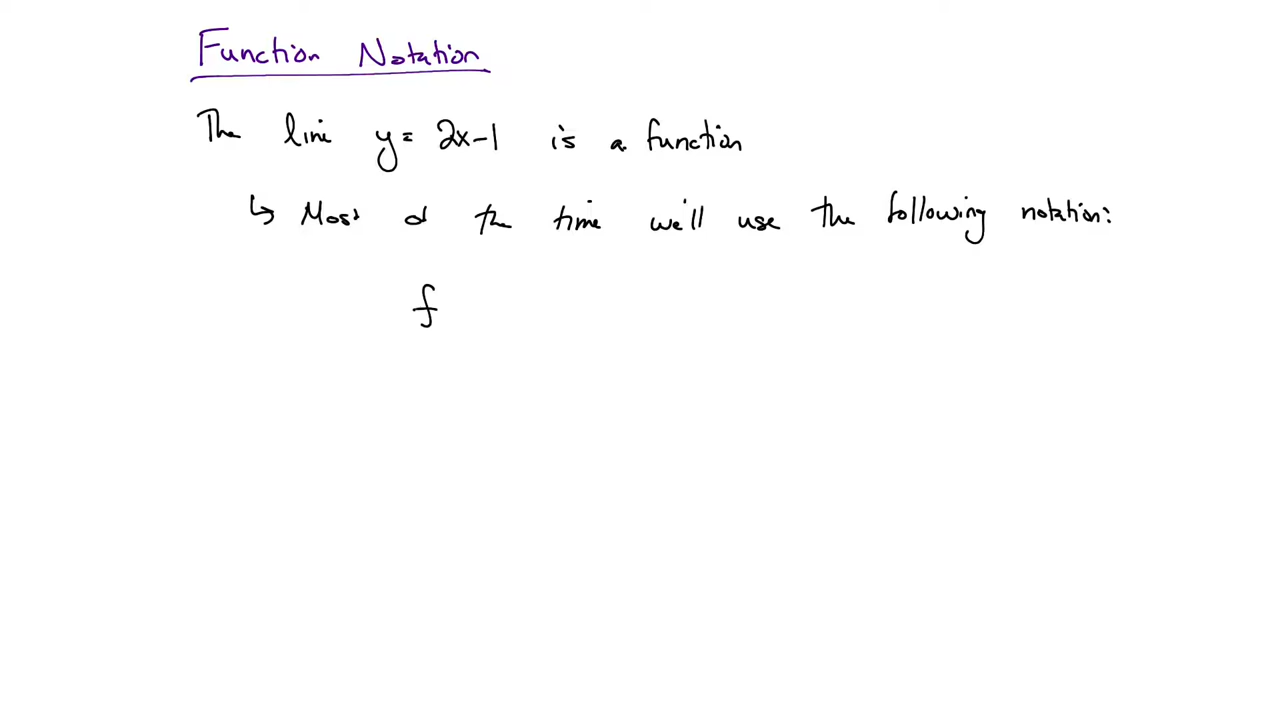 Function Notation
The line y = 2x-1 is a function
↳ Most of the time we'll use the following notation:
f